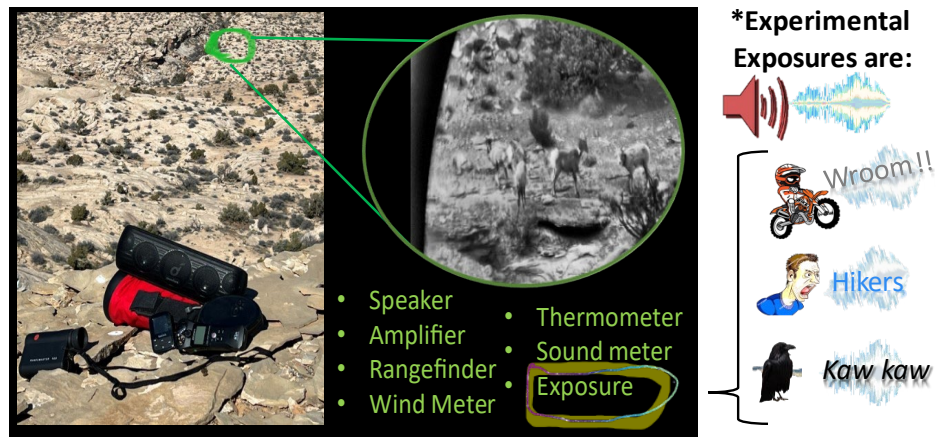 *Experimental
Exposures are:
Wroom!!
Hikers
Kaw kaw
• Speaker
• Amplifier
• Rangefinder
• Wind Meter
• Thermometer
• Sound meter
• Exposure